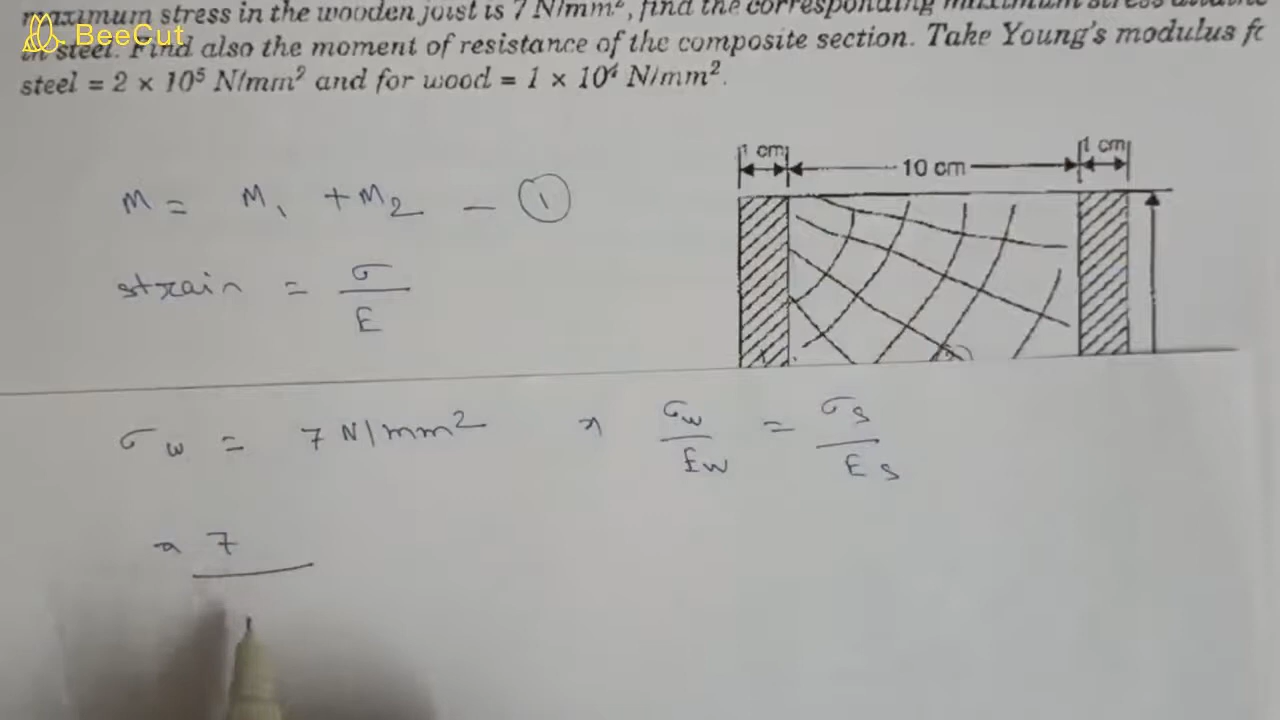 maximum stress in the wooden joist is 7 N/mm², find the corresponding maximum stress
BeeCut
in steel. Find also the moment of resistance of the composite section. Take Young's modulus fo
steel = 2 × 10⁵ N/mm² and for wood = 1 × 10⁴ N/mm².
1 cm 10 cm 1 cm
M = M₁ + M₂ - ①
strain = σ/E
σw = 7 N/mm² σw/Ew = σs/Es
7